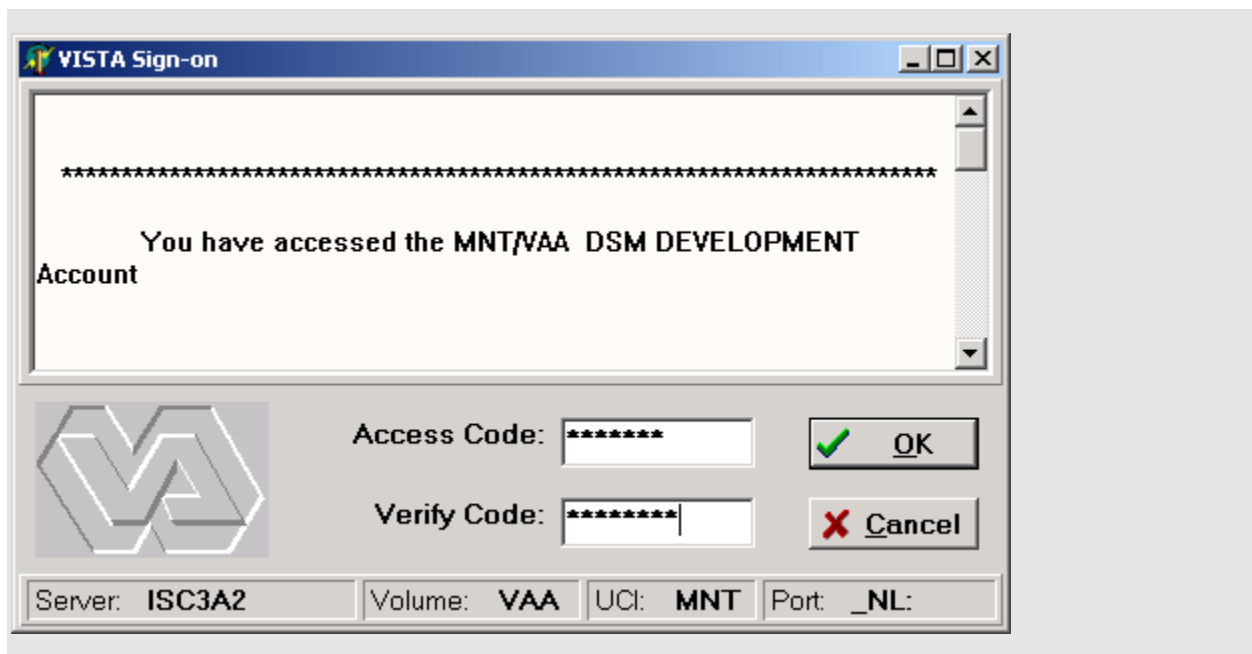 VISTA Sign-on
***********************************************************************
You have accessed the MNT/VAA DSM DEVELOPMENT
Account
VA
Access Code: *******
OK
Verify Code: ********
Cancel
Server: ISC3A2 Volume: VAA UCI: MNT Port: _NL: